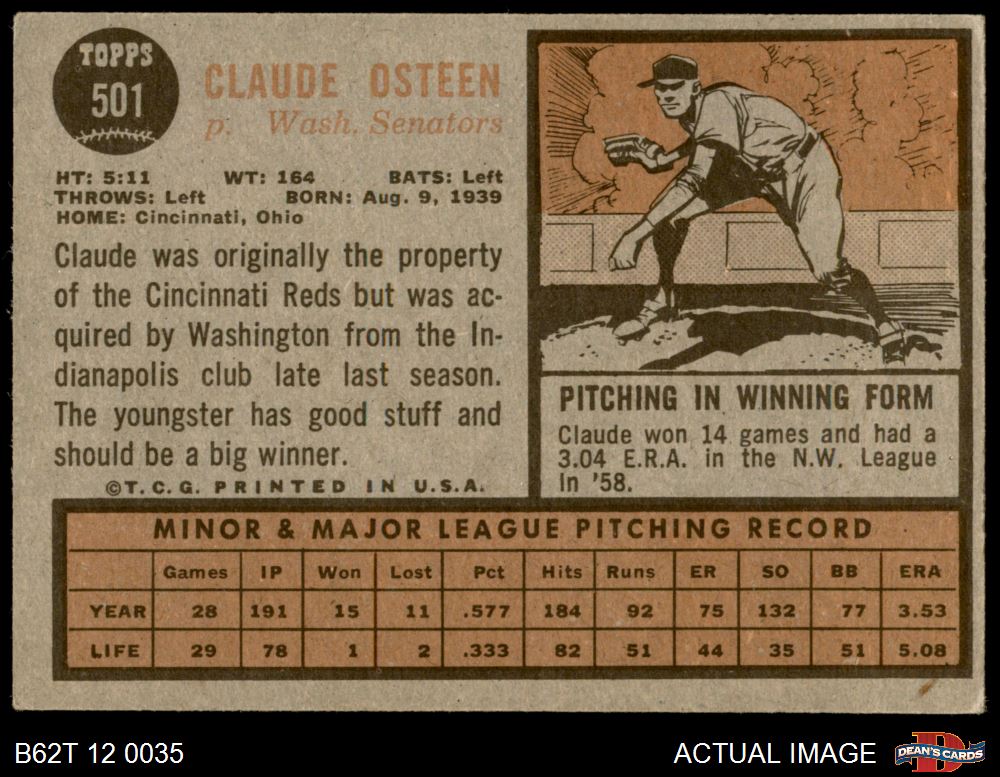 TOPPS
501
CLAUDE OSTEEN
p. Wash. Senators
HT: 5:11 WT: 164 BATS: Left
THROWS: Left BORN: Aug. 9, 1939
HOME: Cincinnati, Ohio
Claude was originally the property
of the Cincinnati Reds but was ac-
quired by Washington from the In-
dianapolis club late last season.
The youngster has good stuff and
should be a big winner.
©T.C.G. PRINTED IN U.S.A.
PITCHING IN WINNING FORM
Claude won 14 games and had a
3.04 E.R.A. in the N.W. League
in '58.
MINOR & MAJOR LEAGUE PITCHING RECORD
Games IP Won Lost Pct Hits Runs ER SO BB ERA
YEAR 28 191 15 11 .577 184 92 75 132 77 3.53
LIFE 29 78 1 2 .333 82 51 44 35 51 5.08
B62T 12 0035
ACTUAL IMAGE
DEAN'S CARDS